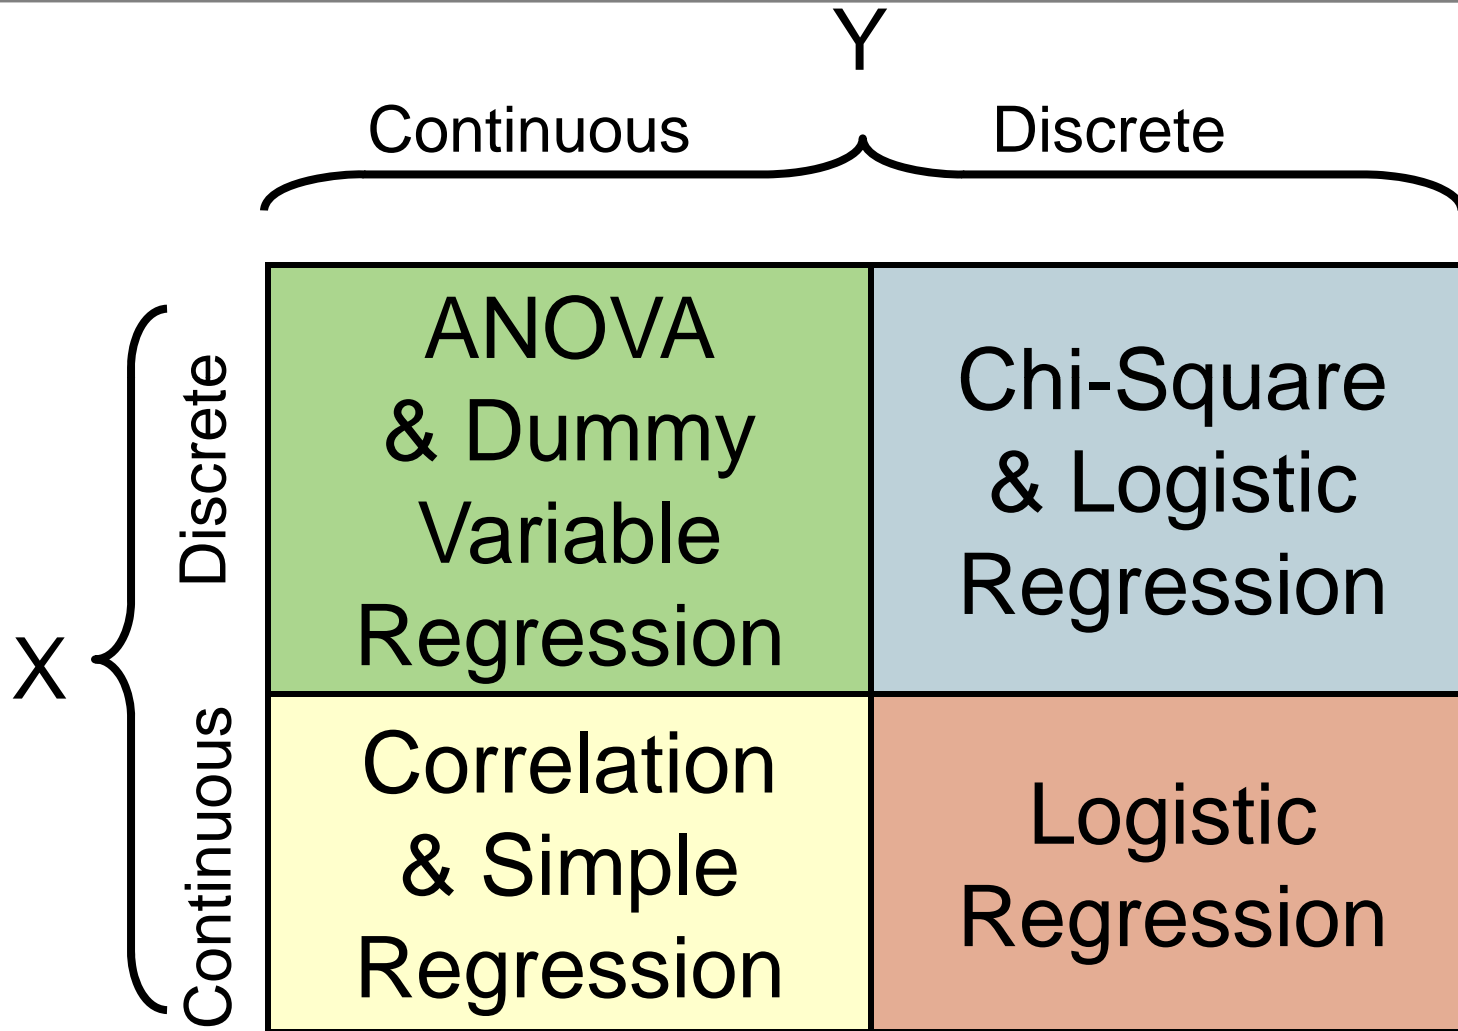 Y
Continuous
Discrete
X
Discrete
Continuous
ANOVA
& Dummy
Variable
Regression
Chi-Square
& Logistic
Regression
Correlation
& Simple
Regression
Logistic
Regression